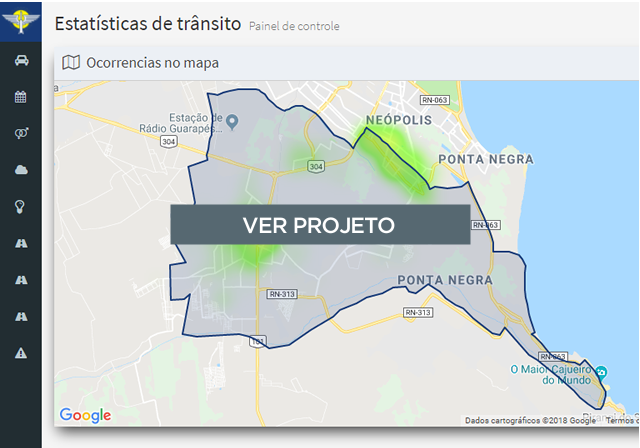 Estatísticas de trânsito Painel de controle
Ocorrencias no mapa
RN-063
NEÓPOLIS
Estação de
Rádio Guarapés...
304
PONTA NEGRA
304
VER PROJETO
RN-063
PONTA NEGRA
RN-313
RN-313
101
RN-063
O Maior Cajueiro
do Mundo
Google
Dados cartográficos ©2018 Google
Termos de